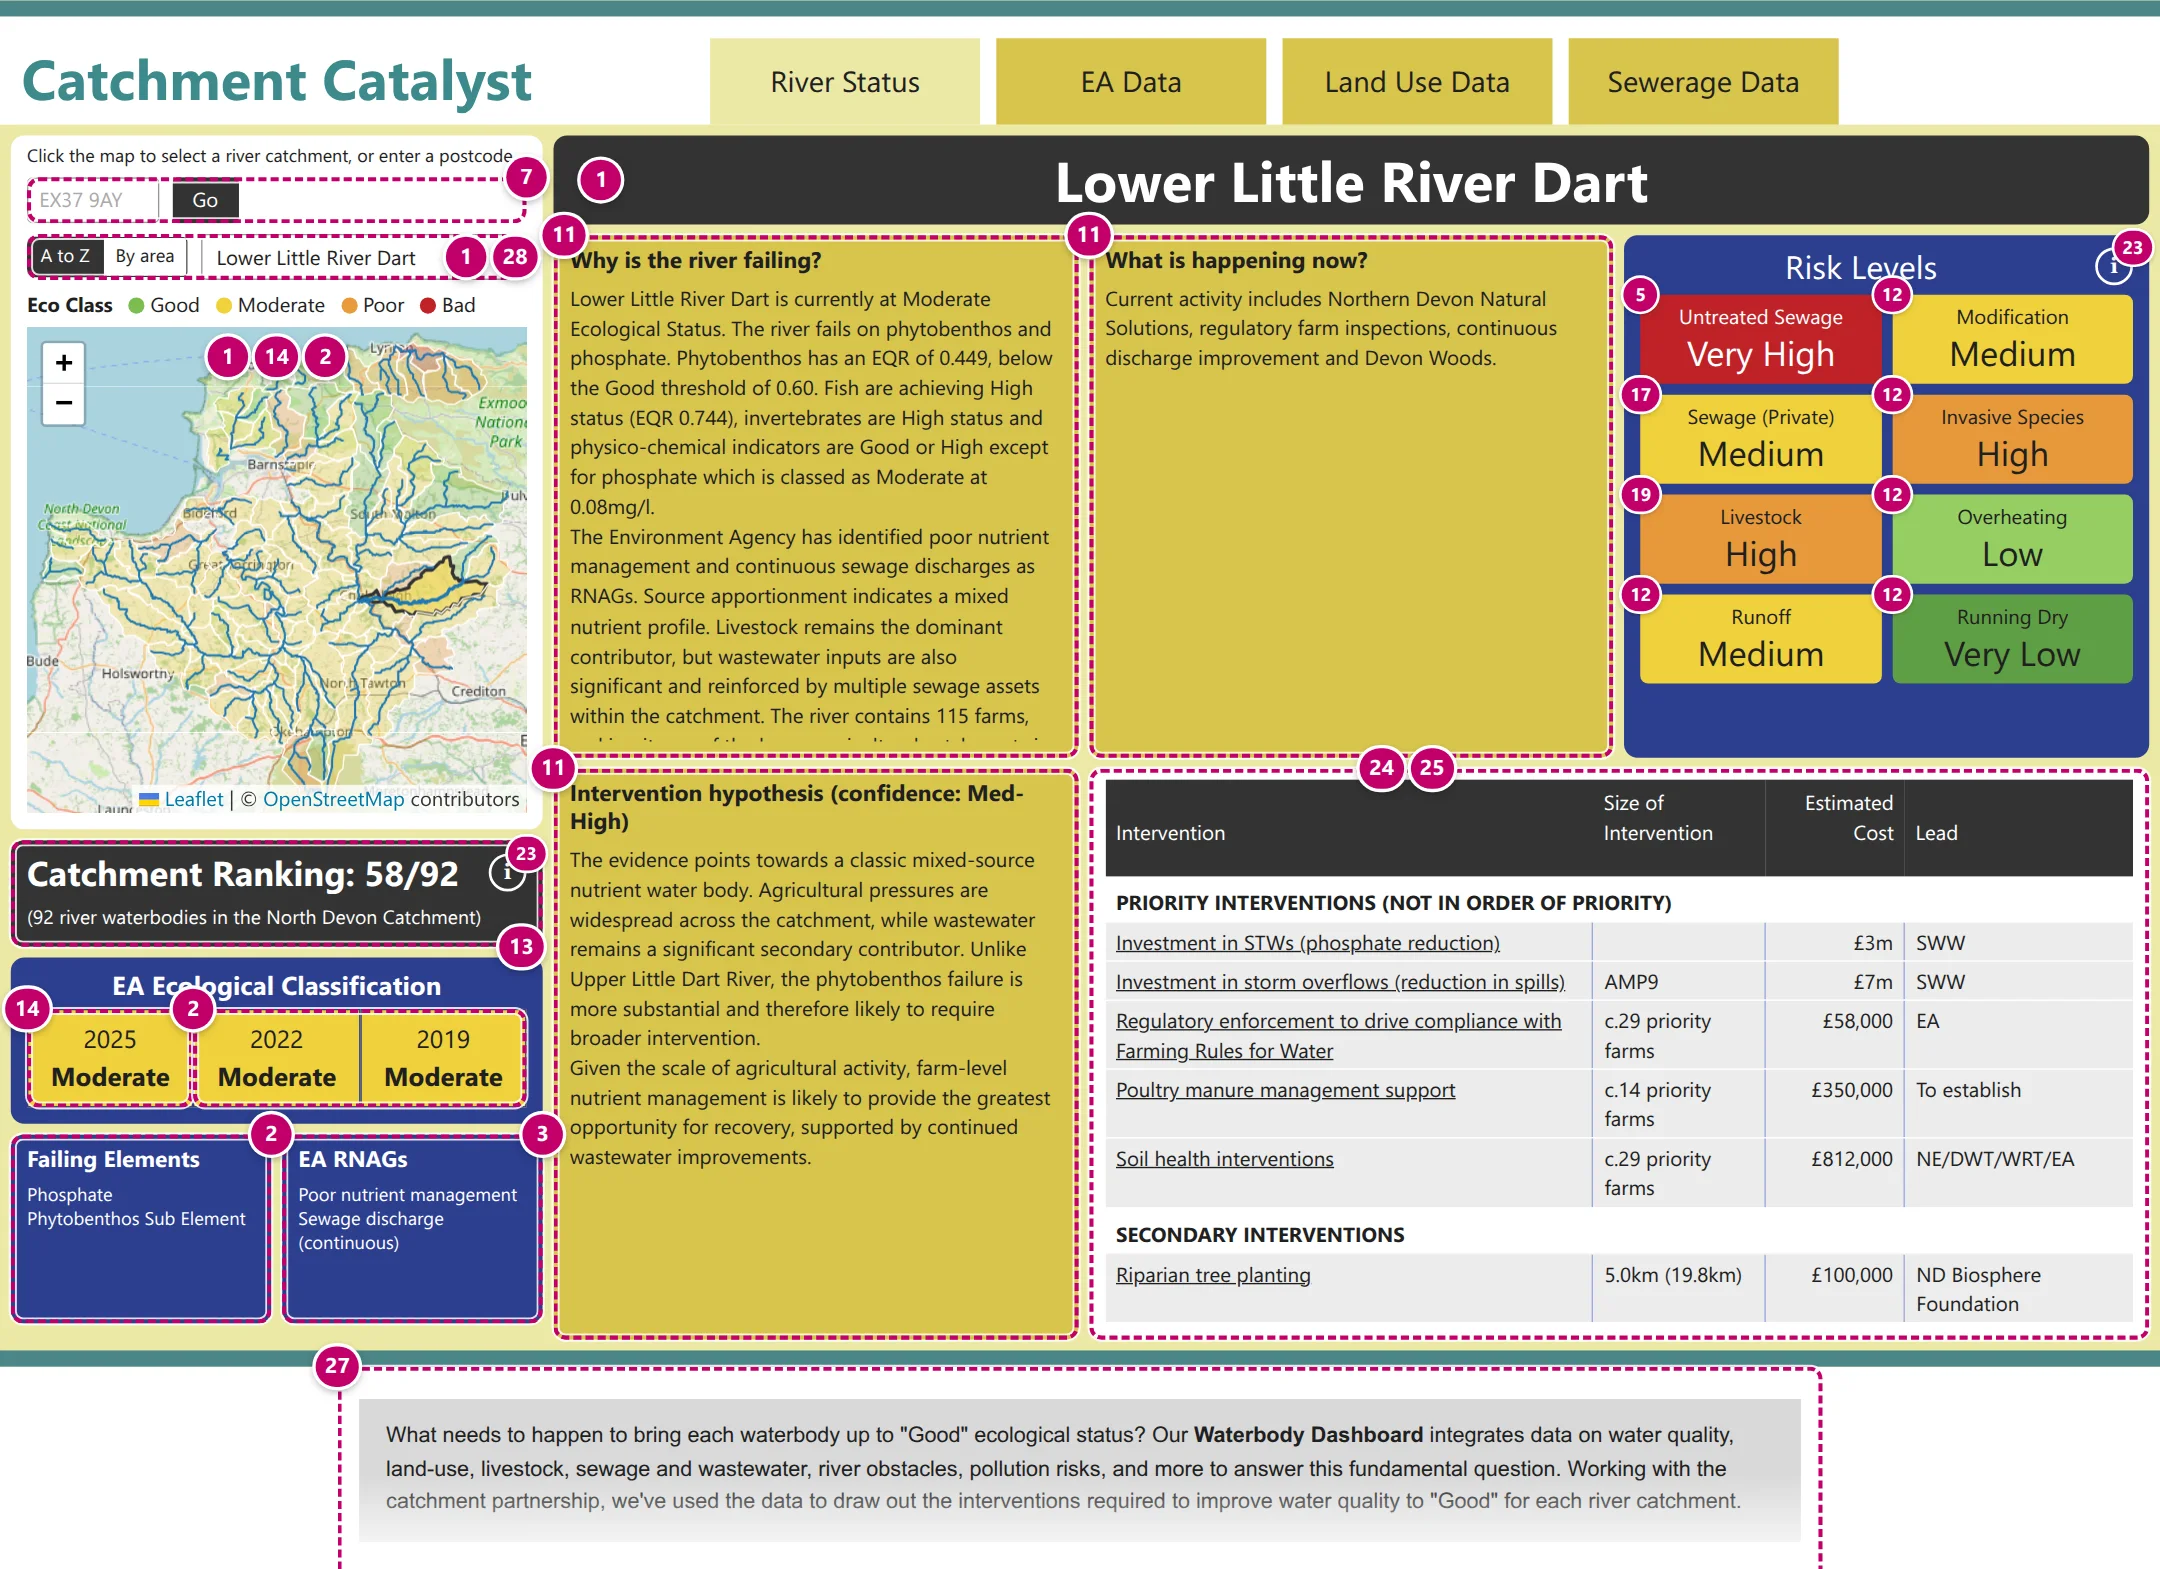 Catchment Catalyst
River Status
EA Data
Land Use Data
Sewerage Data
Click the map to select a river catchment, or enter a postcode
7
EX37 9AY
Go
A to Z
By area
Lower Little River Dart
1
28
Eco Class
Good
Moderate
Poor
Bad
+
−
1
14
2
Exmoo
Nation
Park
Barnstaple
North Devon
Coast National
Landscape
Bideford
South Molton
Great Torrington
Bude
Holsworthy
North Tawton
Crediton
Okehampton
Leaflet | © OpenStreetMap contributors
Catchment Ranking: 58/92
i
23
(92 river waterbodies in the North Devon Catchment)
13
EA Ecological Classification
14
2
2025
Moderate
2022
Moderate
2019
Moderate
2
3
Failing Elements
Phosphate
Phytobenthos Sub Element
EA RNAGs
Poor nutrient management
Sewage discharge
(continuous)
1
Lower Little River Dart
11
Why is the river failing?
Lower Little River Dart is currently at Moderate
Ecological Status. The river fails on phytobenthos and
phosphate. Phytobenthos has an EQR of 0.449, below
the Good threshold of 0.60. Fish are achieving High
status (EQR 0.744), invertebrates are High status and
physico-chemical indicators are Good or High except
for phosphate which is classed as Moderate at
0.08mg/l.
The Environment Agency has identified poor nutrient
management and continuous sewage discharges as
RNAGs. Source apportionment indicates a mixed
nutrient profile. Livestock remains the dominant
contributor, but wastewater inputs are also
significant and reinforced by multiple sewage assets
within the catchment. The river contains 115 farms,
11
What is happening now?
Current activity includes Northern Devon Natural
Solutions, regulatory farm inspections, continuous
discharge improvement and Devon Woods.
Risk Levels
i
23
5
Untreated Sewage
Very High
12
Modification
Medium
17
Sewage (Private)
Medium
12
Invasive Species
High
19
Livestock
High
12
Overheating
Low
12
Runoff
Medium
12
Running Dry
Very Low
11
Intervention hypothesis (confidence: Med-
High)
The evidence points towards a classic mixed-source
nutrient water body. Agricultural pressures are
widespread across the catchment, while wastewater
remains a significant secondary contributor. Unlike
Upper Little Dart River, the phytobenthos failure is
more substantial and therefore likely to require
broader intervention.
Given the scale of agricultural activity, farm-level
nutrient management is likely to provide the greatest
opportunity for recovery, supported by continued
wastewater improvements.
24
25
Intervention
Size of
Intervention
Estimated
Cost
Lead
PRIORITY INTERVENTIONS (NOT IN ORDER OF PRIORITY)
Investment in STWs (phosphate reduction)
£3m
SWW
Investment in storm overflows (reduction in spills)
AMP9
£7m
SWW
Regulatory enforcement to drive compliance with
Farming Rules for Water
c.29 priority
farms
£58,000
EA
Poultry manure management support
c.14 priority
farms
£350,000
To establish
Soil health interventions
c.29 priority
farms
£812,000
NE/DWT/WRT/EA
SECONDARY INTERVENTIONS
Riparian tree planting
5.0km (19.8km)
£100,000
ND Biosphere
Foundation
27
What needs to happen to bring each waterbody up to "Good" ecological status? Our Waterbody Dashboard integrates data on water quality,
land-use, livestock, sewage and wastewater, river obstacles, pollution risks, and more to answer this fundamental question. Working with the
catchment partnership, we've used the data to draw out the interventions required to improve water quality to "Good" for each river catchment.